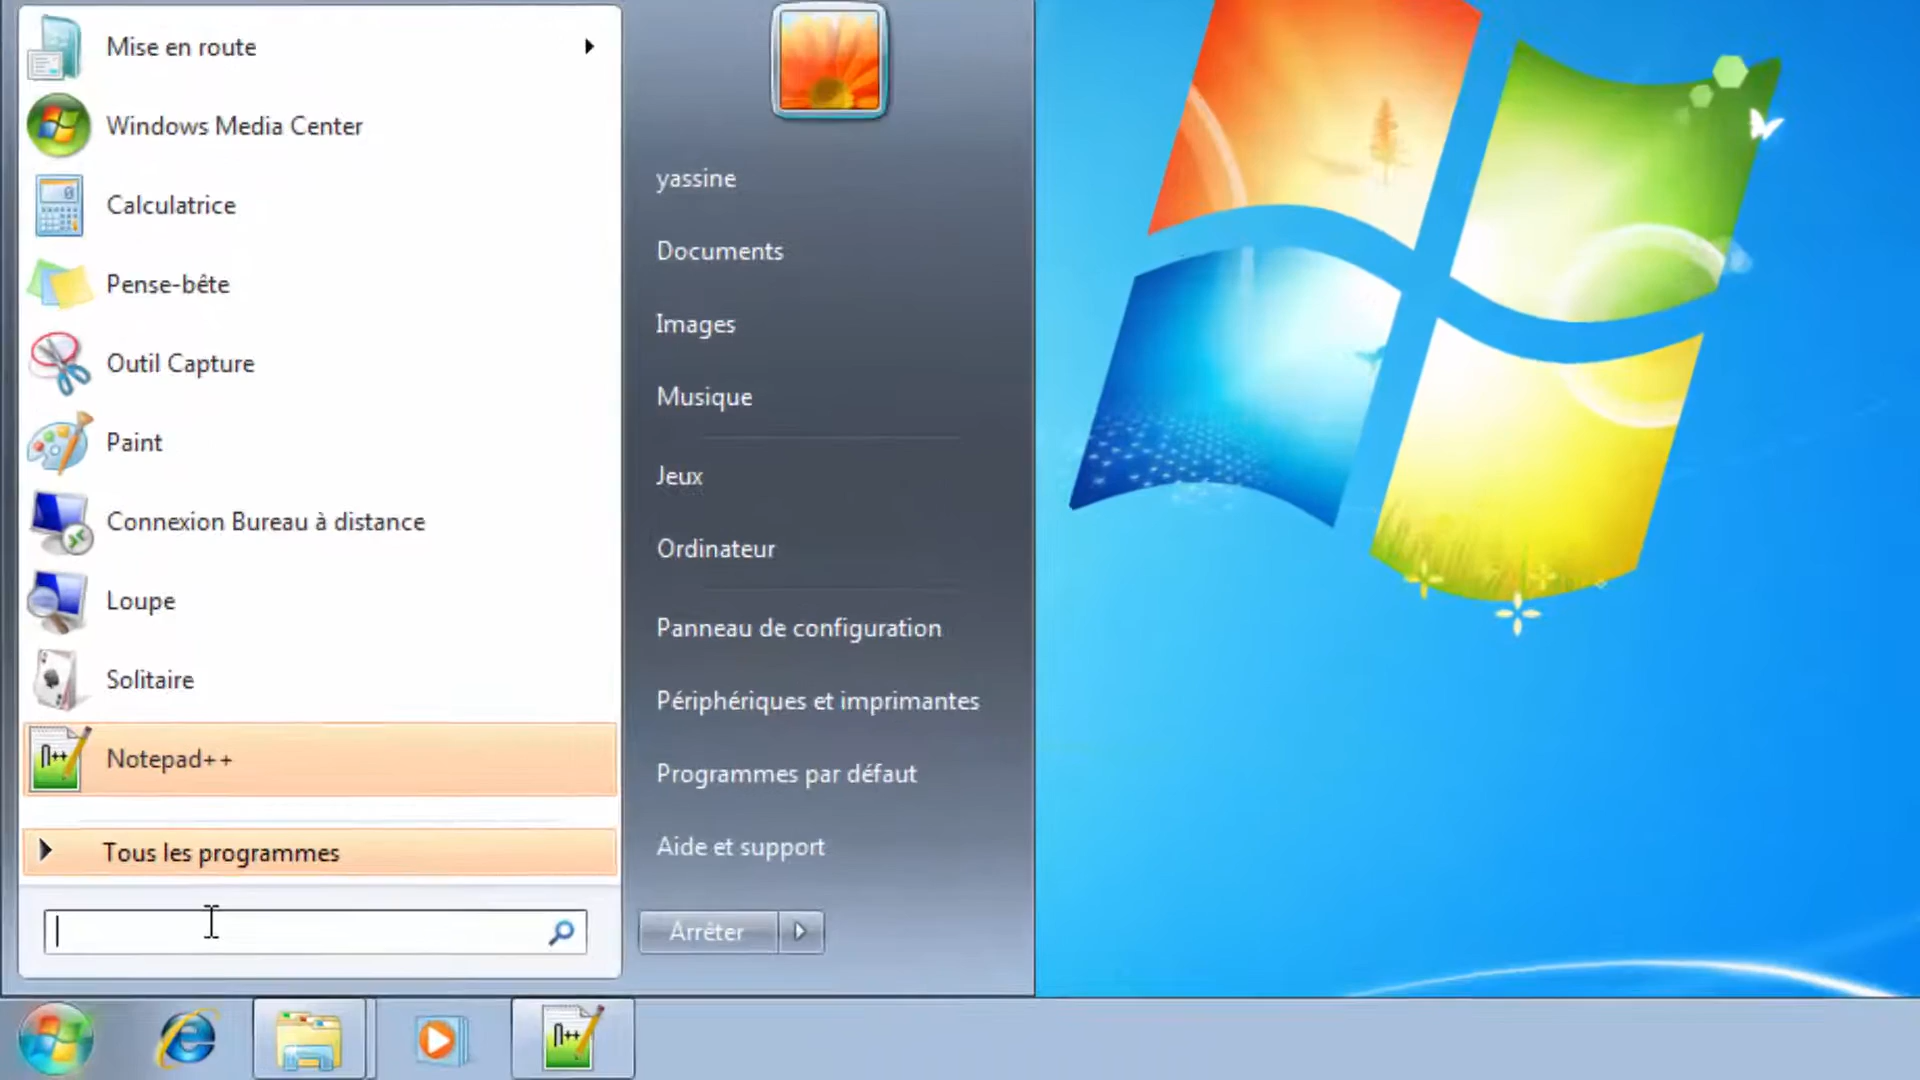 Mise en route
Windows Media Center
Calculatrice
Pense-bête
Outil Capture
Paint
Connexion Bureau à distance
Loupe
Solitaire
Notepad++
Tous les programmes
yassine
Documents
Images
Musique
Jeux
Ordinateur
Panneau de configuration
Périphériques et imprimantes
Programmes par défaut
Aide et support
Arrêter